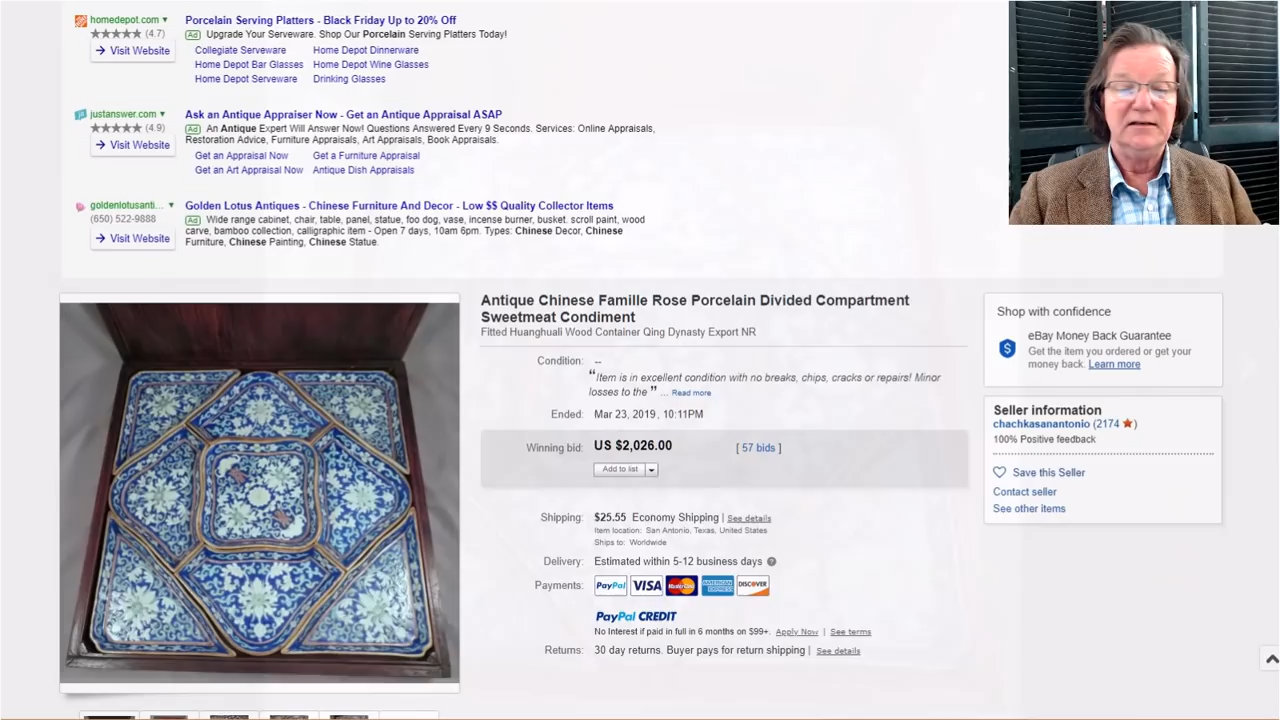 homedepot.com
(4.7)
Visit Website
Porcelain Serving Platters - Black Friday Up to 20% Off
Ad Upgrade Your Serveware. Shop Our Porcelain Serving Platters Today!
Collegiate Serveware Home Depot Dinnerware
Home Depot Bar Glasses Home Depot Wine Glasses
Home Depot Serveware Drinking Glasses
justanswer.com
(4.9)
Visit Website
Ask an Antique Appraiser Now - Get an Antique Appraisal ASAP
Ad An Antique Expert Will Answer Now! Questions Answered Every 9 Seconds. Services: Online Appraisals,
Restoration Advice, Furniture Appraisals, Art Appraisals, Book Appraisals.
Get an Appraisal Now Get a Furniture Appraisal
Get an Art Appraisal Now Antique Dish Appraisals
goldenlotusanti...
(650) 522-9888
Visit Website
Golden Lotus Antiques - Chinese Furniture And Decor - Low $$ Quality Collector Items
Ad Wide range cabinet, chair, table, panel, statue, foo dog, vase, incense burner, busket. scroll paint, wood
carve, bamboo collection, calligraphic item - Open 7 days, 10am 6pm. Types: Chinese Decor, Chinese
Furniture, Chinese Painting, Chinese Statue.
Antique Chinese Famille Rose Porcelain Divided Compartment
Sweetmeat Condiment
Fitted Huanghuali Wood Container Qing Dynasty Export NR
Condition: --
"Item is in excellent condition with no breaks, chips, cracks or repairs! Minor
losses to the " ... Read more
Ended: Mar 23, 2019 , 10:11PM
Winning bid: US $2,026.00 [ 57 bids ]
Add to list
Shipping: $25.55 Economy Shipping | See details
Item location: San Antonio, Texas, United States
Ships to: Worldwide
Delivery: Estimated within 5-12 business days
Payments: PayPal VISA MasterCard AMERICAN EXPRESS DISCOVER
PayPal CREDIT
No Interest if paid in full in 6 months on $99+. Apply Now | See terms
Returns: 30 day returns. Buyer pays for return shipping | See details
Shop with confidence
eBay Money Back Guarantee
Get the item you ordered or get your
money back. Learn more
Seller information
chachkasanantonio (2174 )
100% Positive feedback
Save this Seller
Contact seller
See other items